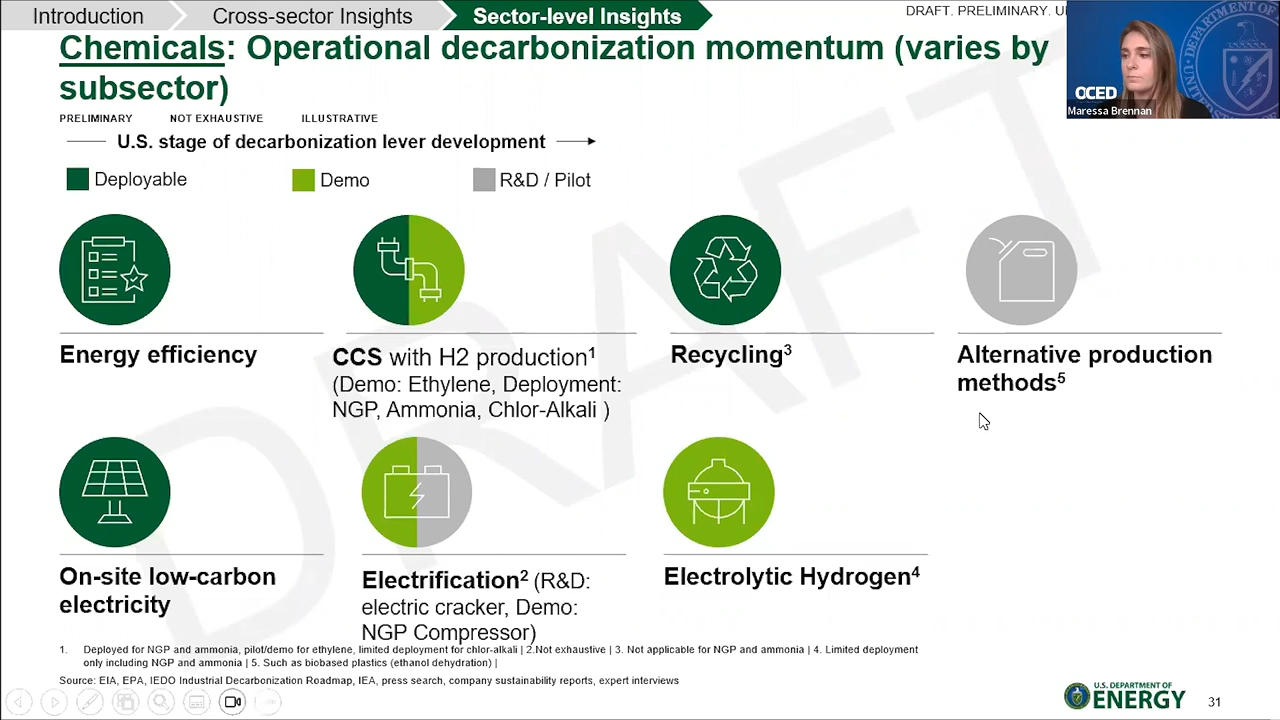 Introduction
Cross-sector Insights
Sector-level Insights
DRAFT. PRELIMINARY.
Chemicals: Operational decarbonization momentum (varies by
subsector)
OCED
Maressa Brennan
DEPARTMENT OF
PRELIMINARY NOT EXHAUSTIVE ILLUSTRATIVE
U.S. stage of decarbonization lever development
Deployable
Demo
R&D / Pilot
DRAFT
Energy efficiency
CCS with H2 production¹
(Demo: Ethylene, Deployment:
NGP, Ammonia, Chlor-Alkali )
Recycling³
Alternative production
methods⁵
On-site low-carbon
electricity
Electrification² (R&D:
electric cracker, Demo:
NGP Compressor)
Electrolytic Hydrogen⁴
1. Deployed for NGP and ammonia, pilot/demo for ethylene, limited deployment for chlor-alkali | 2.Not exhaustive | 3. Not applicable for NGP and ammonia | 4. Limited deployment
only including NGP and ammonia | 5. Such as biobased plastics (ethanol dehydration) |
Source: EIA, EPA, IEDO Industrial Decarbonization Roadmap, IEA, press search, company sustainability reports, expert interviews
U.S. DEPARTMENT OF
ENERGY
31